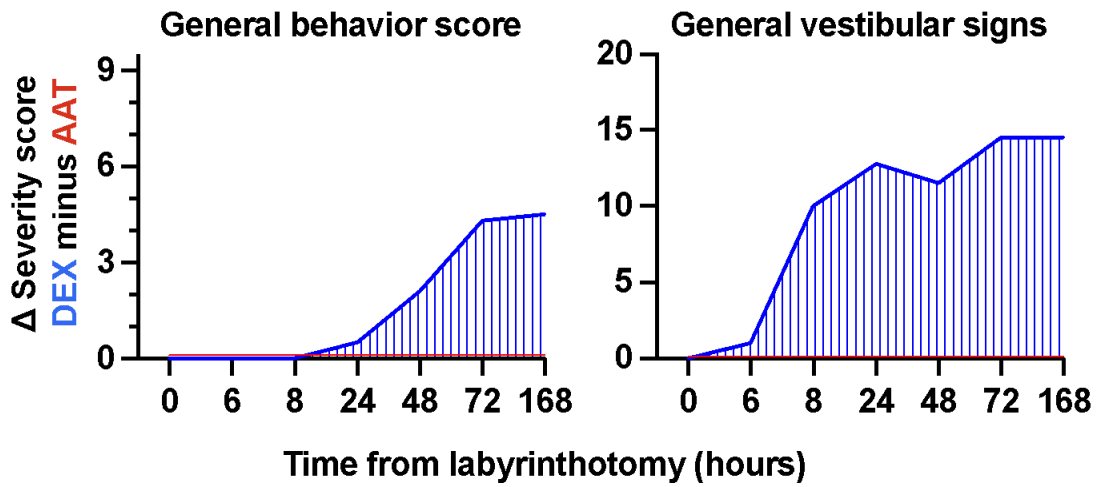 General behavior score
General vestibular signs
Δ Severity score
DEX minus AAT
9
6
3
0
0 6 8 24 48 72 168
20
15
10
5
0
0 6 8 24 48 72 168
Time from labyrinthotomy (hours)